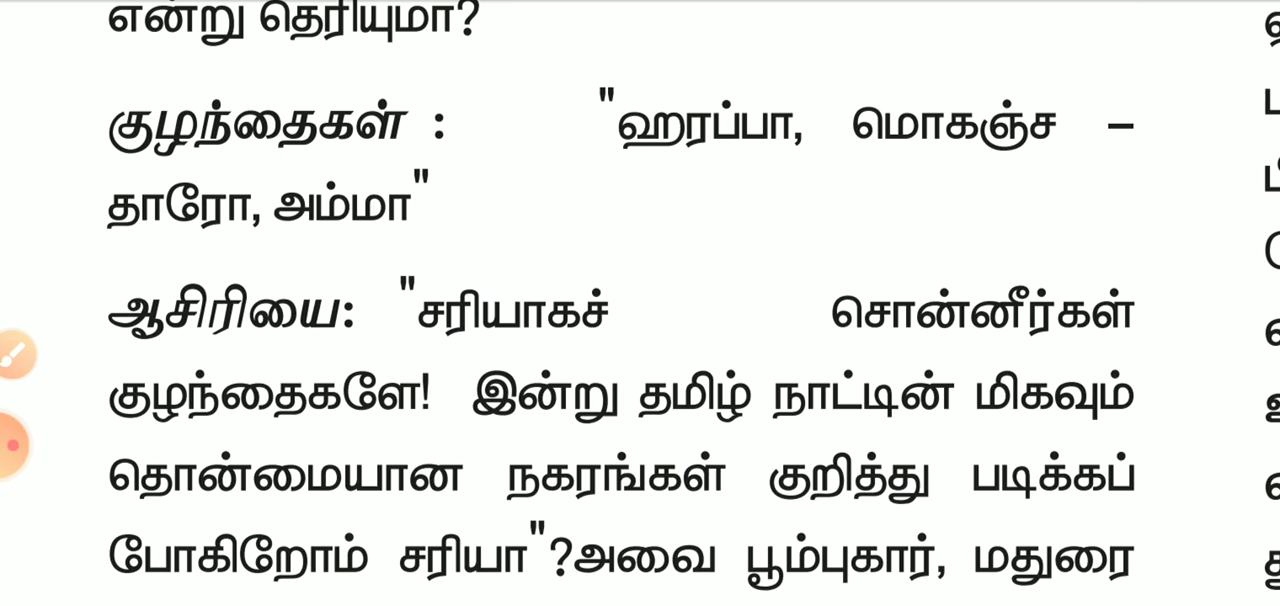 என்று தெரியுமா?
குழந்தைகள் : "ஹரப்பா, மொகஞ்ச –
தாரோ, அம்மா"
ஆசிரியை: "சரியாகச் சொன்னீர்கள்
குழந்தைகளே! இன்று தமிழ் நாட்டின் மிகவும்
தொன்மையான நகரங்கள் குறித்து படிக்கப்
போகிறோம் சரியா"?அவை பூம்புகார், மதுரை